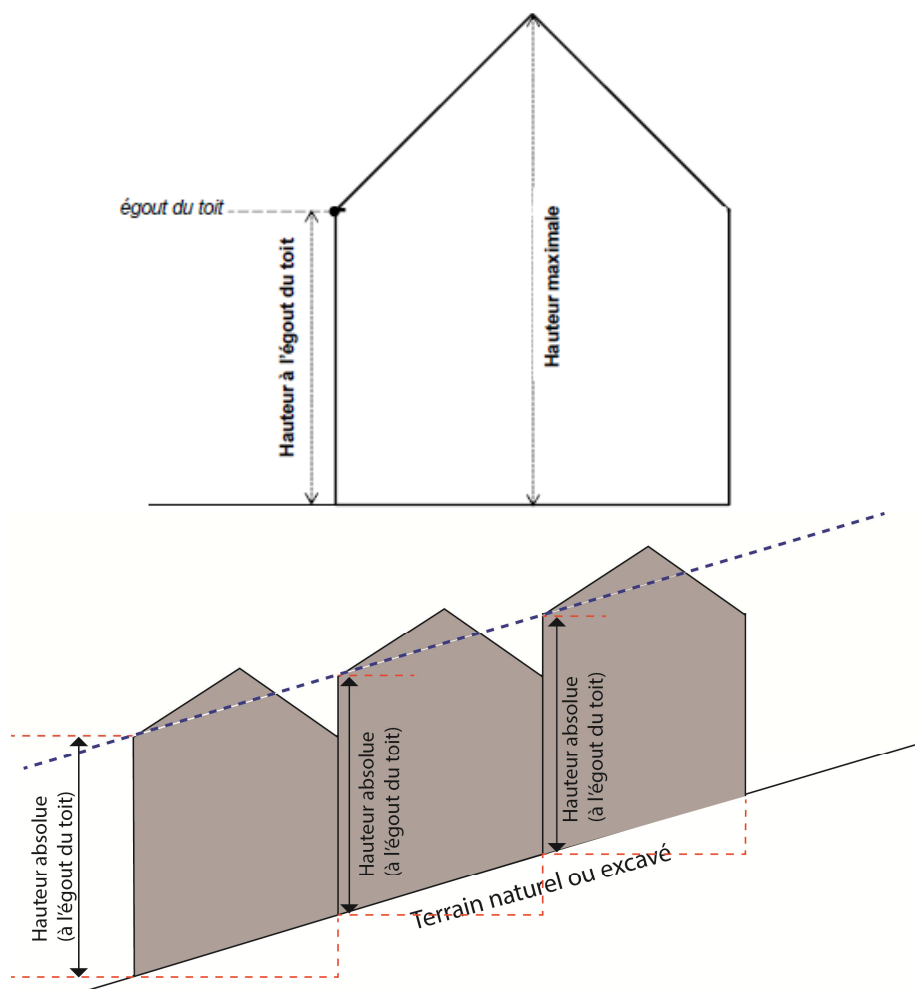 égout du toit
Hauteur à l'égout du toit
Hauteur maximale
Hauteur absolue
(à l'égout du toit)
Hauteur absolue
(à l'égout du toit)
Hauteur absolue
(à l'égout du toit)
Terrain naturel ou excavé